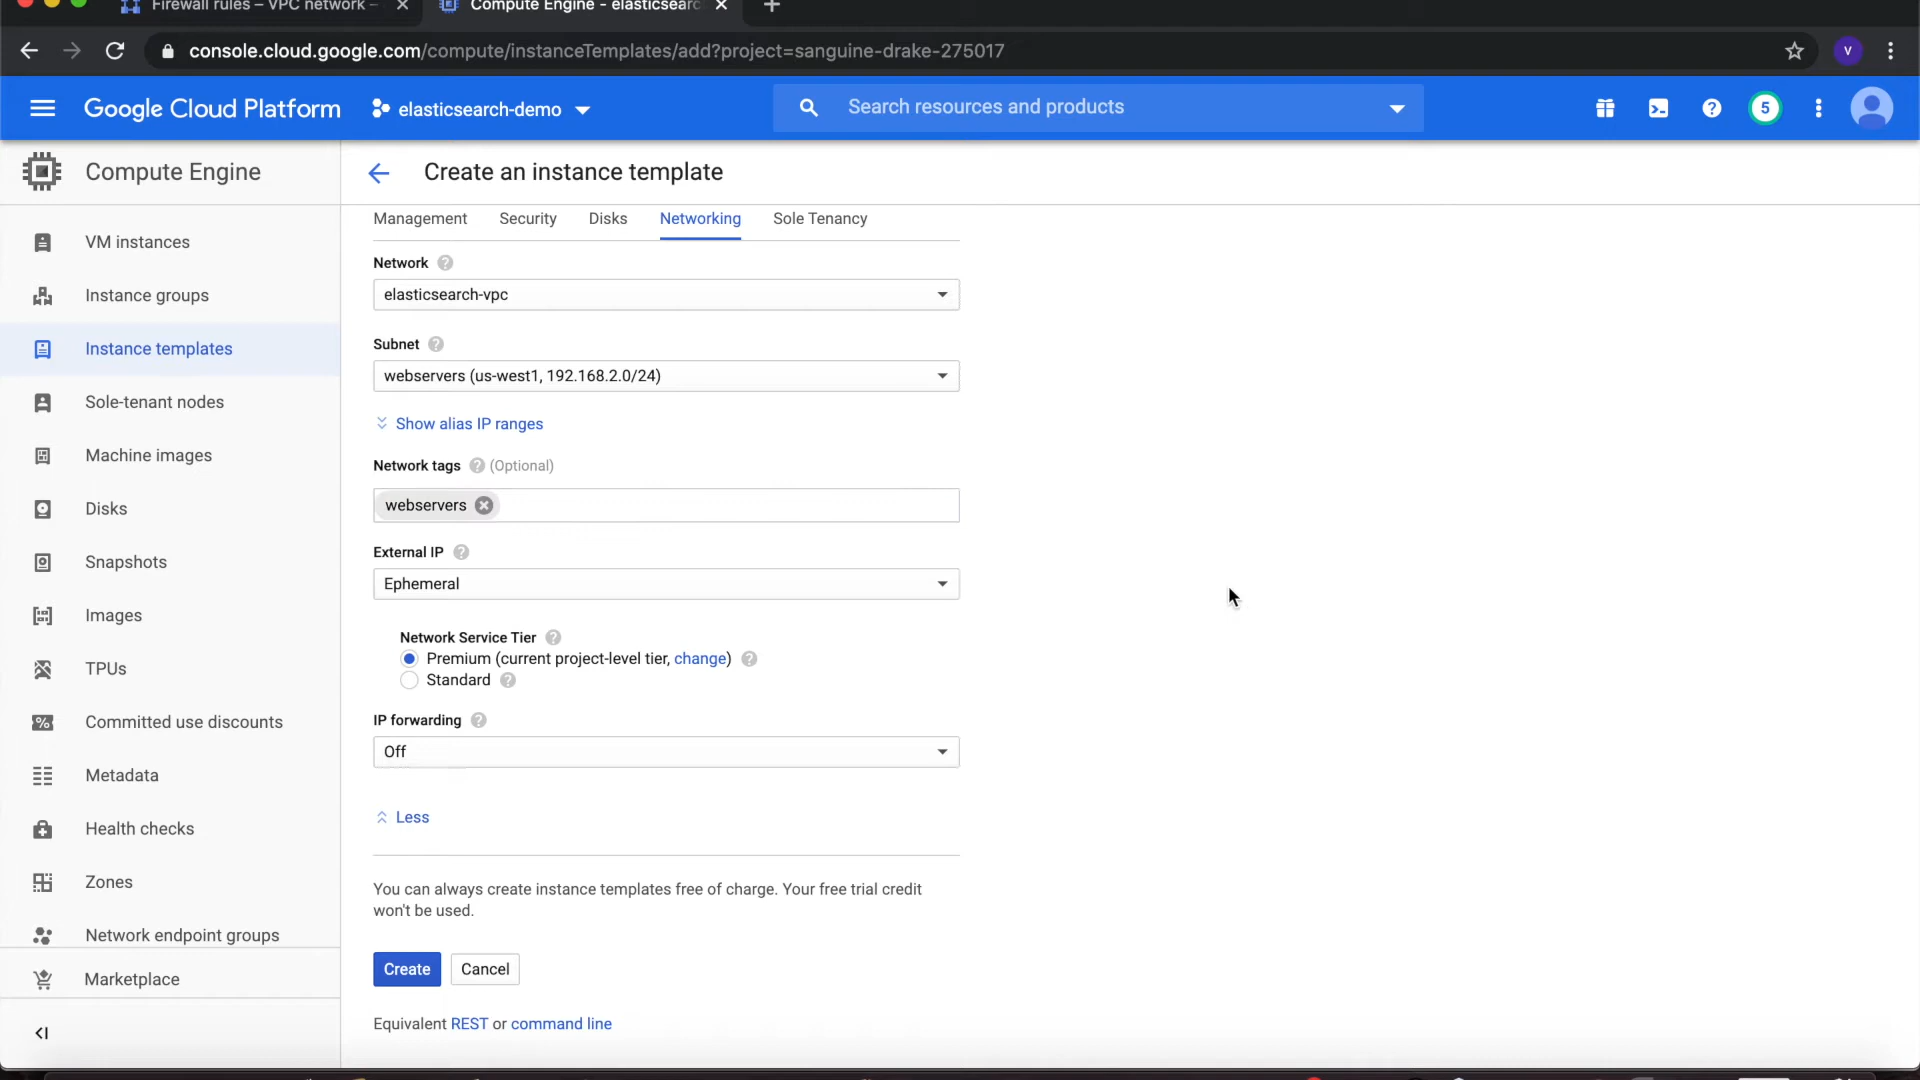 Firewall rules – VPC network –
Compute Engine - elasticsearc
console.cloud.google.com/compute/instanceTemplates/add?project=sanguine-drake-275017
V
Google Cloud Platform
elasticsearch-demo
Search resources and products
5
Compute Engine
Create an instance template
VM instances
Instance groups
Instance templates
Sole-tenant nodes
Machine images
Disks
Snapshots
Images
TPUs
Committed use discounts
Metadata
Health checks
Zones
Network endpoint groups
Marketplace
Management Security Disks Networking Sole Tenancy
Network
elasticsearch-vpc
Subnet
webservers (us-west1, 192.168.2.0/24)
Show alias IP ranges
Network tags (Optional)
webservers
External IP
Ephemeral
Network Service Tier
Premium (current project-level tier, change)
Standard
IP forwarding
Off
Less
You can always create instance templates free of charge. Your free trial credit
won't be used.
Create Cancel
Equivalent REST or command line